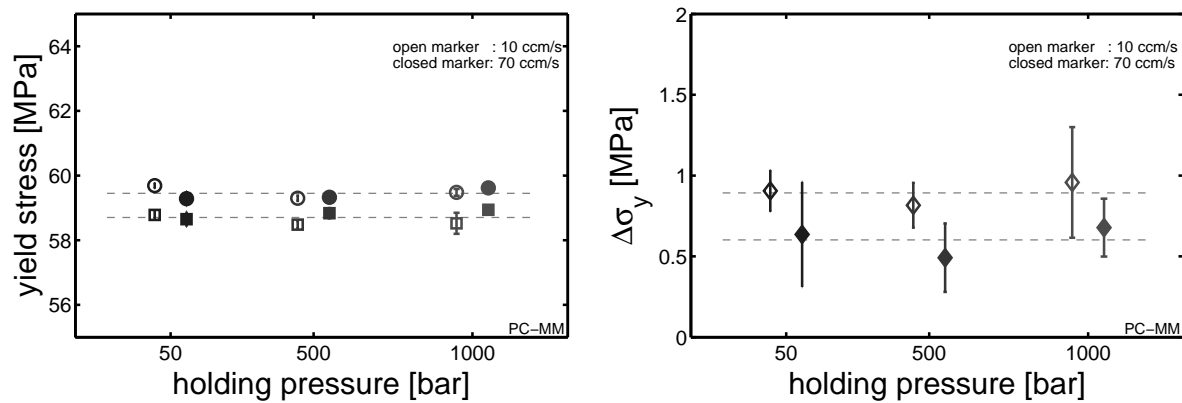 64
62
60
58
56
yield stress [MPa]
open marker : 10 ccm/s
closed marker: 70 ccm/s
PC−MM
50 500 1000
holding pressure [bar]
2
1.5
1
0.5
0
Δσy [MPa]
open marker : 10 ccm/s
closed marker: 70 ccm/s
PC−MM
50 500 1000
holding pressure [bar]